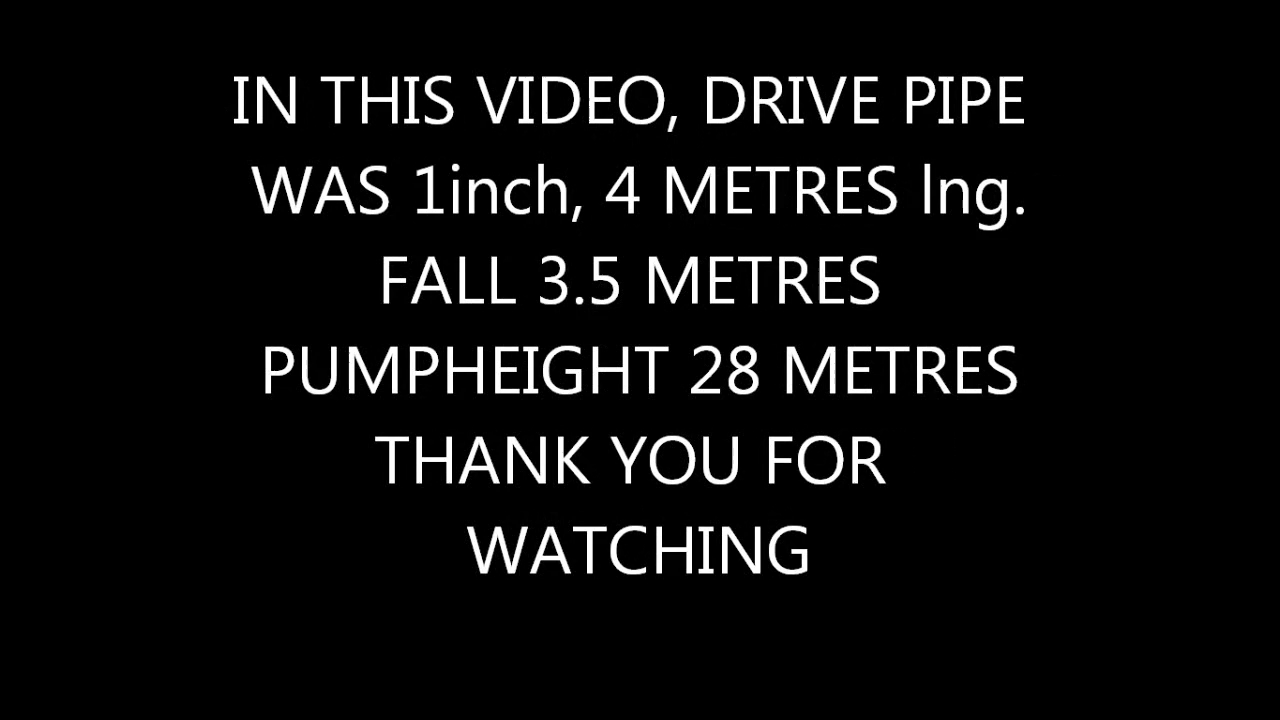 IN THIS VIDEO, DRIVE PIPE
WAS 1inch, 4 METRES lng.
FALL 3.5 METRES
PUMPHEIGHT 28 METRES
THANK YOU FOR
WATCHING